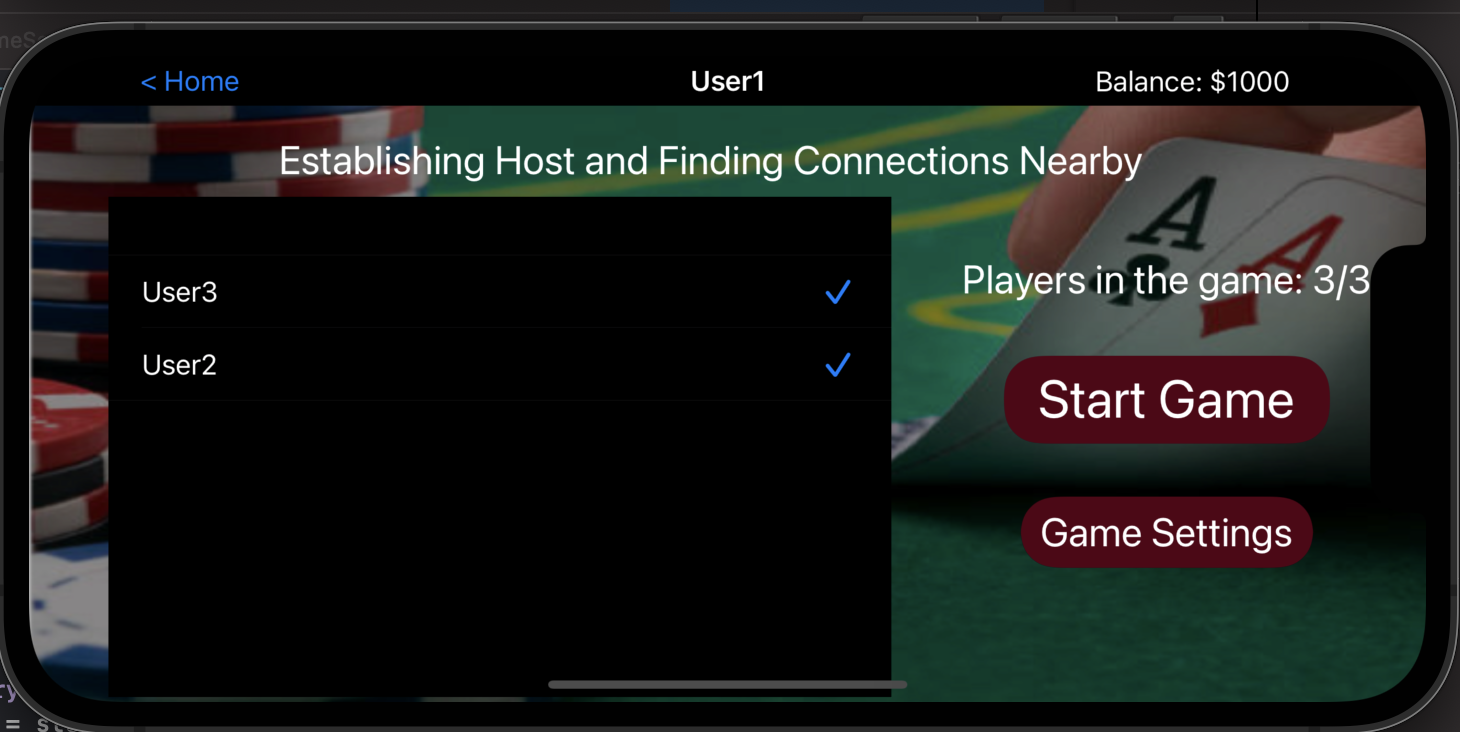 < Home
User1
Balance: $1000
Establishing Host and Finding Connections Nearby
User3
User2
Players in the game: 3/3
A
A
Start Game
Game Settings